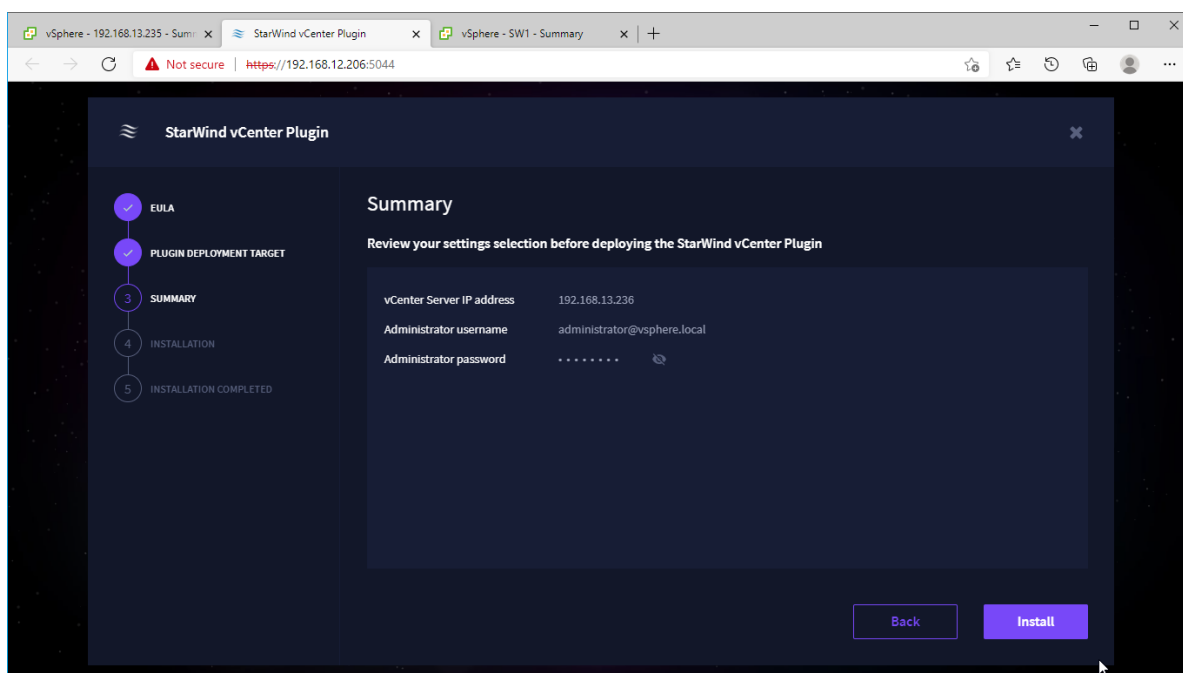 vSphere - 192.168.13.235 - Sum
StarWind vCenter Plugin
vSphere - SW1 - Summary
Not secure
https://192.168.12.206:5044
StarWind vCenter Plugin
EULA
PLUGIN DEPLOYMENT TARGET
3 SUMMARY
4 INSTALLATION
5 INSTALLATION COMPLETED
Summary
Review your settings selection before deploying the StarWind vCenter Plugin
vCenter Server IP address 192.168.13.236
Administrator username administrator@vsphere.local
Administrator password ········
Back
Install